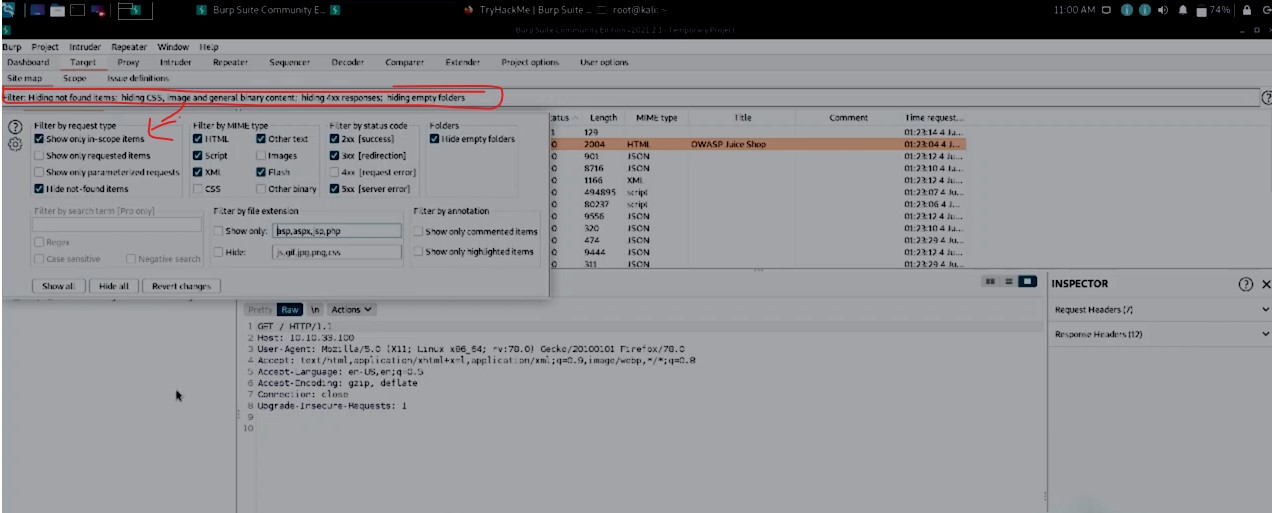 Burp Suite Community E...
TryHackMe | Burp Suite ...
root@kali: ~
11:00 AM
74%
Burp Suite Community Edition v2021.2.1 - Temporary Project
Burp Project Intruder Repeater Window Help
Dashboard Target Proxy Intruder Repeater Sequencer Decoder Comparer Extender Project options User options
Site map Scope Issue definitions
Filter: Hiding not found items; hiding CSS, image and general binary content; hiding 4xx responses; hiding empty folders
Filter by request type
Show only in-scope items
Show only requested items
Show only parameterized requests
Hide not-found items
Filter by MIME type
HTML Other text
Script Images
XML Flash
CSS Other binary
Filter by status code
2xx [success]
3xx [redirection]
4xx [request error]
5xx [server error]
Folders
Hide empty folders
Filter by search term [Pro only]
Regex
Case sensitive Negative search
Filter by file extension
Show only: asp,aspx,jsp,php
Hide: js,gif,jpg,png,css
Filter by annotation
Show only commented items
Show only highlighted items
Show all Hide all Revert changes
atus Length MIME type Title Comment Time request...
1 129 01:23:14 4 Ju...
0 2004 HTML OWASP Juice Shop 01:23:04 4 J...
0 901 JSON 01:23:12 4 Ju...
0 8716 JSON 01:23:10 4 Ju...
0 1166 XML 01:23:12 4 Ju...
0 494895 script 01:23:07 4 Ju...
0 80237 script 01:23:06 4 J...
0 9556 JSON 01:23:12 4 Ju...
0 320 JSON 01:23:10 4 Ju...
0 474 JSON 01:23:29 4 Ju...
0 9444 JSON 01:23:12 4 Ju...
0 311 JSON 01:23:29 4 Ju...
Pretty Raw \n Actions
1 GET / HTTP/1.1
2 Host: 10.10.33.100
3 User-Agent: Mozilla/5.0 (X11; Linux x86_64; rv:78.0) Gecko/20100101 Firefox/78.0
4 Accept: text/html,application/xhtml+xml,application/xml;q=0.9,image/webp,*/*;q=0.8
5 Accept-Language: en-US,en;q=0.5
6 Accept-Encoding: gzip, deflate
7 Connection: close
8 Upgrade-Insecure-Requests: 1
9
10
INSPECTOR
Request Headers (7)
Response Headers (12)